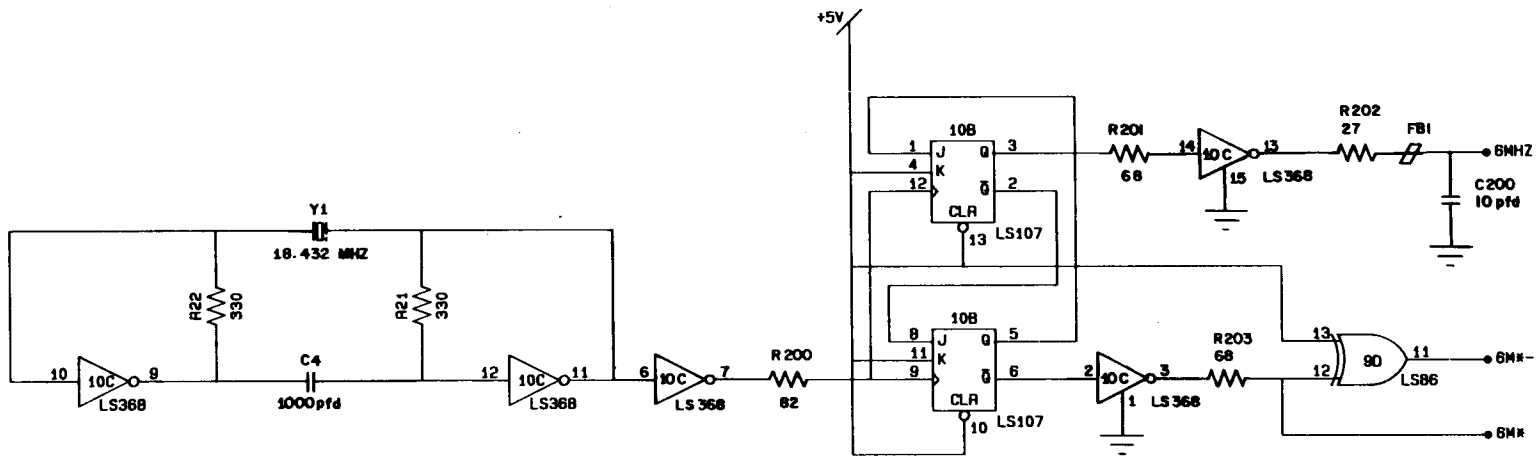 +5V
10B
1 J Q 3
4 K
12 Q 2
CLR
13 LS107
R201
68
14 10C 13
15 LS368
R202
27
FB1
6MHZ
C200
10 pfd
Y1
18.432 MHZ
R22
330
R21
330
C4
1000pfd
10 10C 9
LS368
12 10C 11
LS368
6 10C 7
LS368
R200
82
10B
8 J Q 5
11 K
9 Q 6
CLR
10 LS107
2 10C 3
1 LS368
R203
68
13
12 9D 11
LS86
6M*-
6M*